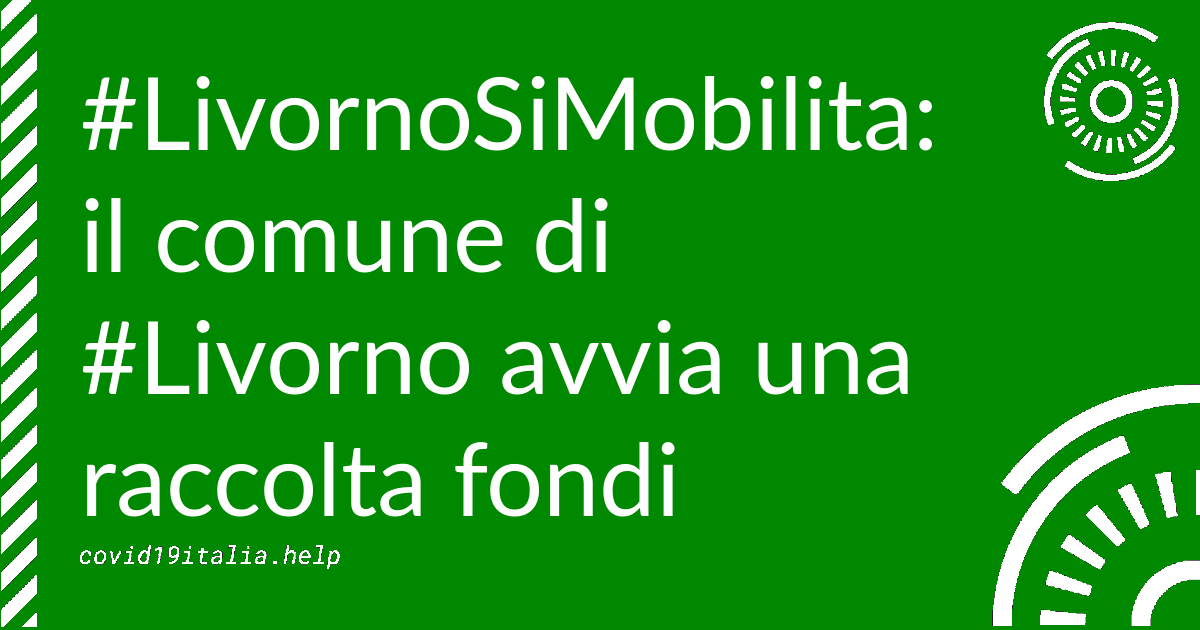 #LivornoSiMobilita:
il comune di
#Livorno avvia una
raccolta fondi
covid19italia.help